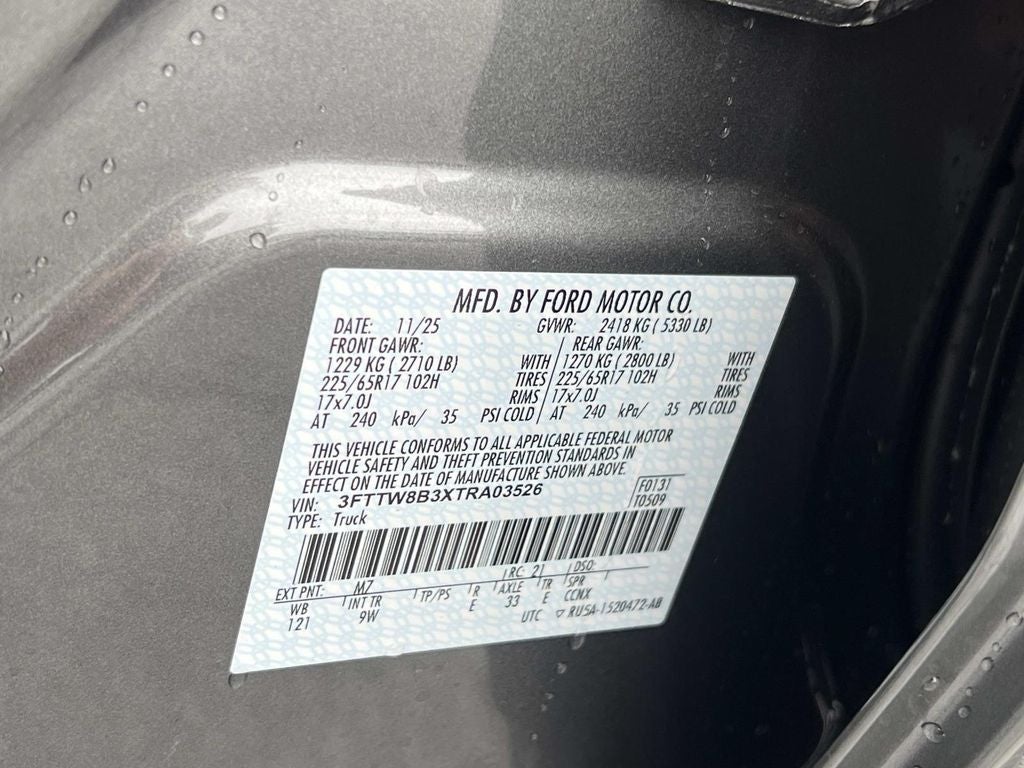 MFD. BY FORD MOTOR CO.
DATE: 11/25 GVWR: 2418 KG ( 5330 LB)
FRONT GAWR: REAR GAWR:
1229 KG ( 2710 LB) WITH 1270 KG ( 2800 LB) WITH
225/65R17 102H TIRES 225/65R17 102H TIRES
17x7.0J RIMS 17x7.0J RIMS
AT 240 kPa/ 35 PSI COLD AT 240 kPa/ 35 PSI COLD
THIS VEHICLE CONFORMS TO ALL APPLICABLE FEDERAL MOTOR
VEHICLE SAFETY AND THEFT PREVENTION STANDARDS IN
EFFECT ON THE DATE OF MANUFACTURE SHOWN ABOVE.
VIN: 3FTTW8B3XTRA03526 F0131
TYPE: Truck T0509
EXT PNT: M7 RC: 21 DSO:
WB INT TR TP/PS R AXLE TR SPR
121 9W E 33 E CCNX
UTC ▽ RU5A-1520472-AB